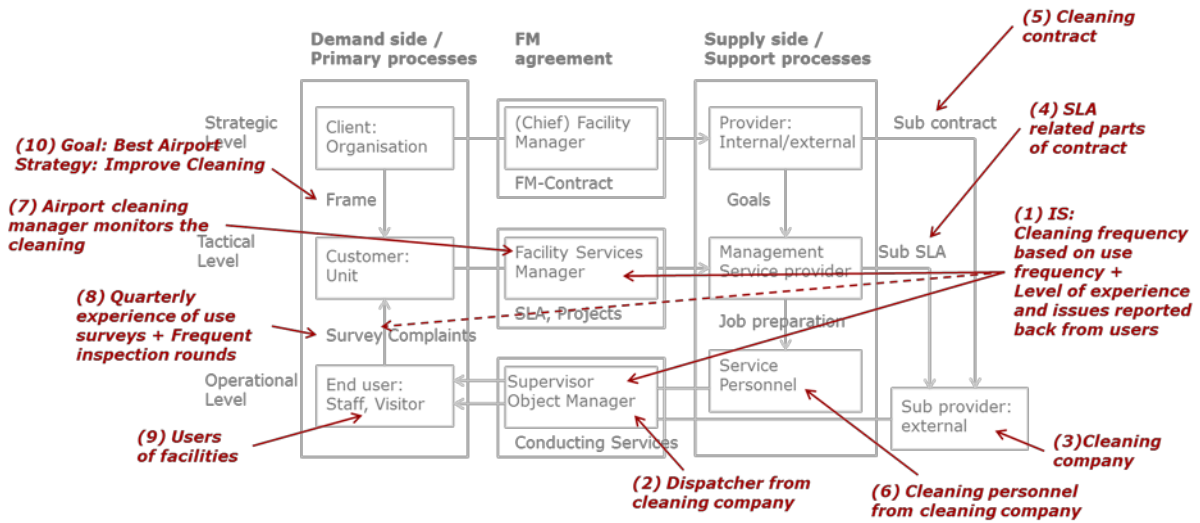 (5) Cleaning
contract
Demand side /
Primary processes
FM
agreement
Supply side /
Support processes
(4) SLA
related parts
of contract
Strategic
Level
(10) Goal: Best Airport
Strategy: Improve Cleaning
Client:
Organisation
(Chief) Facility
Manager
FM-Contract
Provider:
Internal/external
Sub contract
Frame
Goals
(7) Airport cleaning
manager monitors the
cleaning
(1) IS:
Cleaning frequency
based on use
frequency +
Level of experience
and issues reported
back from users
Tactical
Level
Customer:
Unit
Facility Services
Manager
SLA, Projects
Management
Service provider
Sub SLA
(8) Quarterly
experience of use
surveys + Frequent
inspection rounds
Survey Complaints
Job preparation
Operational
Level
End user:
Staff, Visitor
Supervisor
Object Manager
Conducting Services
Service
Personnel
Sub provider:
external
(9) Users
of facilities
(3)Cleaning
company
(2) Dispatcher from
cleaning company
(6) Cleaning personnel
from cleaning company